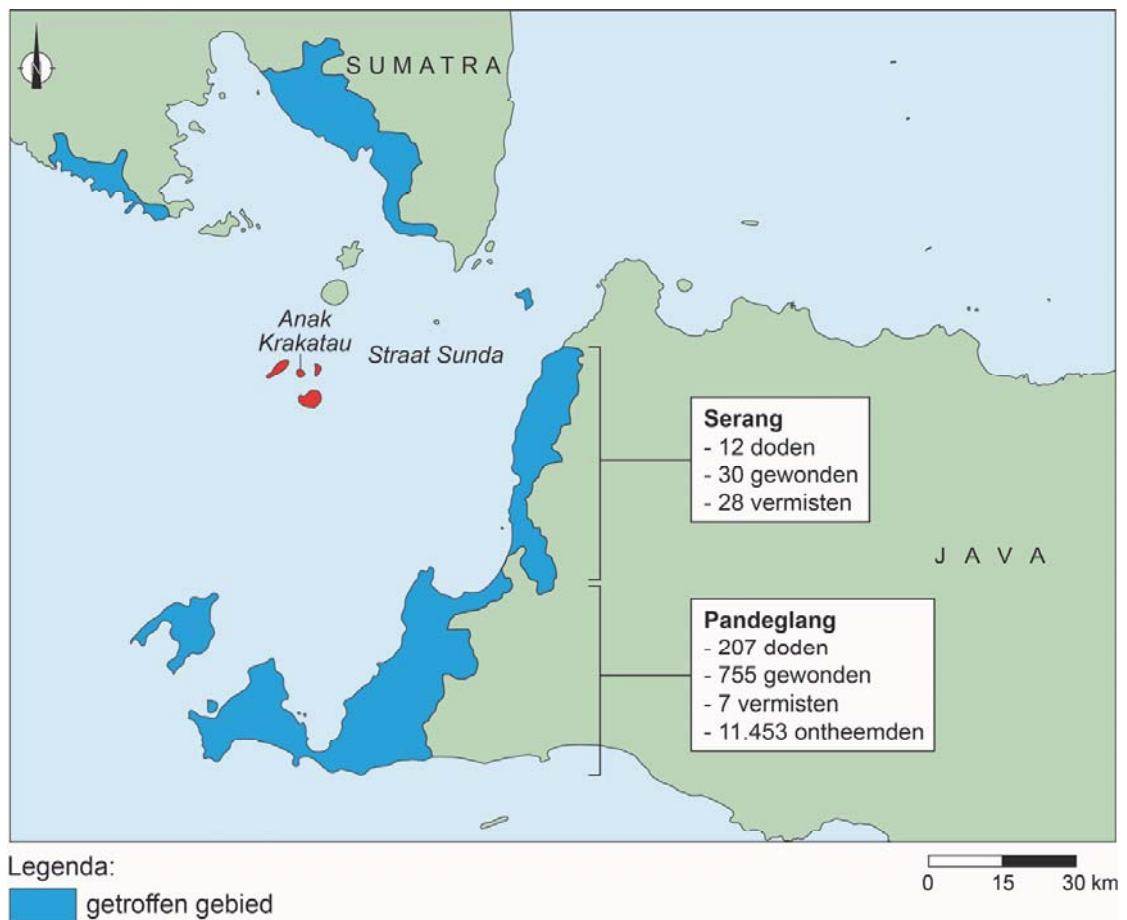 N
SUMATRA
Anak
Krakatau
Straat Sunda
Serang
- 12 doden
- 30 gewonden
- 28 vermisten
JAVA
Pandeglang
- 207 doden
- 755 gewonden
- 7 vermisten
- 11.453 ontheemden
Legenda:
getroffen gebied
0 15 30 km